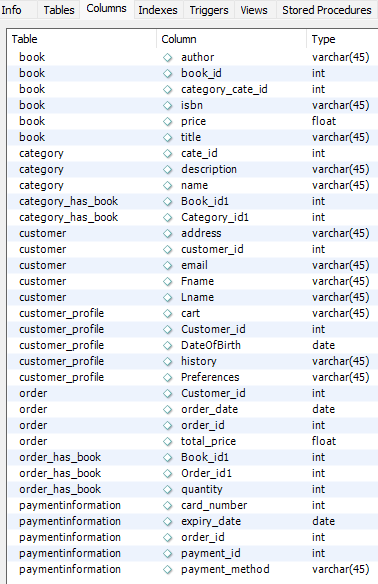 Info Tables Columns Indexes Triggers Views Stored Procedures
Table Column Type
book author varchar(45)
book book_id int
book category_cate_id int
book isbn varchar(45)
book price float
book title varchar(45)
category cate_id int
category description varchar(45)
category name varchar(45)
category_has_book Book_id1 int
category_has_book Category_id1 int
customer address varchar(45)
customer customer_id int
customer email varchar(45)
customer Fname varchar(45)
customer Lname varchar(45)
customer_profile cart varchar(45)
customer_profile Customer_id int
customer_profile DateOfBirth date
customer_profile history varchar(45)
customer_profile Preferences varchar(45)
order Customer_id int
order order_date date
order order_id int
order total_price float
order_has_book Book_id1 int
order_has_book Order_id1 int
order_has_book quantity int
paymentinformation card_number int
paymentinformation expiry_date date
paymentinformation order_id int
paymentinformation payment_id int
paymentinformation payment_method varchar(45)